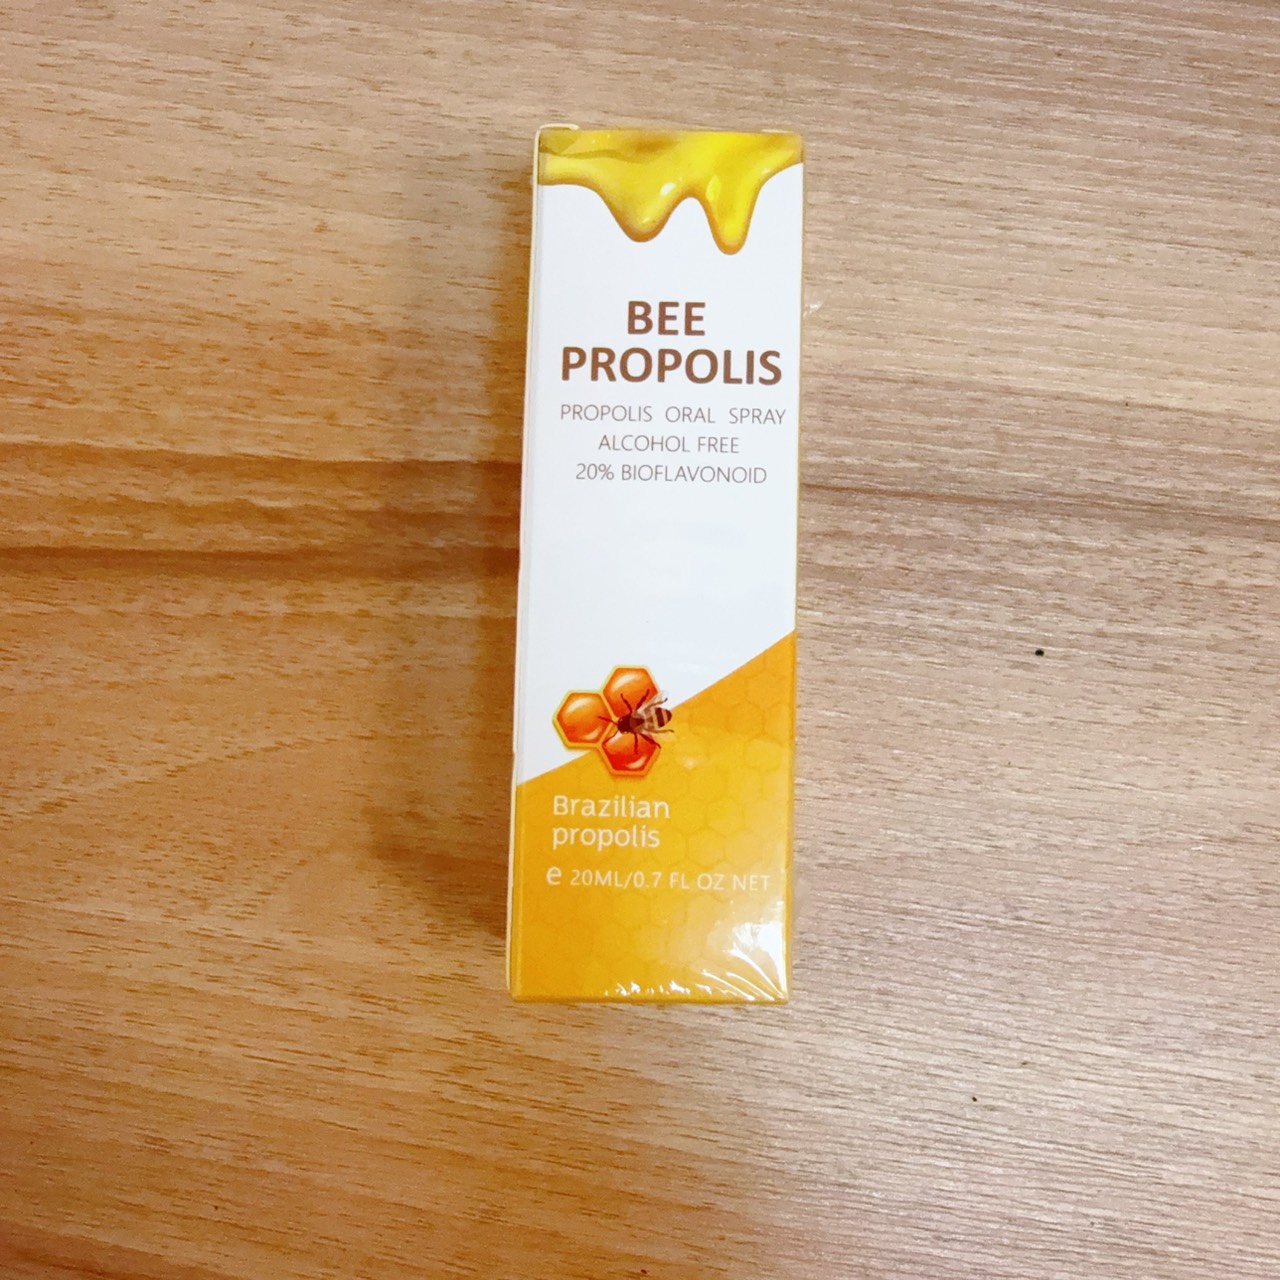 BEE
PROPOLIS
PROPOLIS ORAL SPRAY
ALCOHOL FREE
20% BIOFLAVONOID
Brazilian
propolis
e 20ML/0.7 FL OZ NET